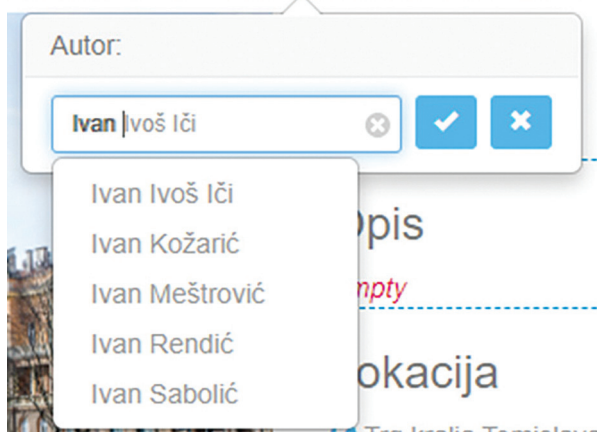 Autor:
Ivan Ivoš Iči
Ivan Ivoš Iči
Ivan Kožarić
Ivan Meštrović
Ivan Rendić
Ivan Sabolić
Opis
mpty
okacija